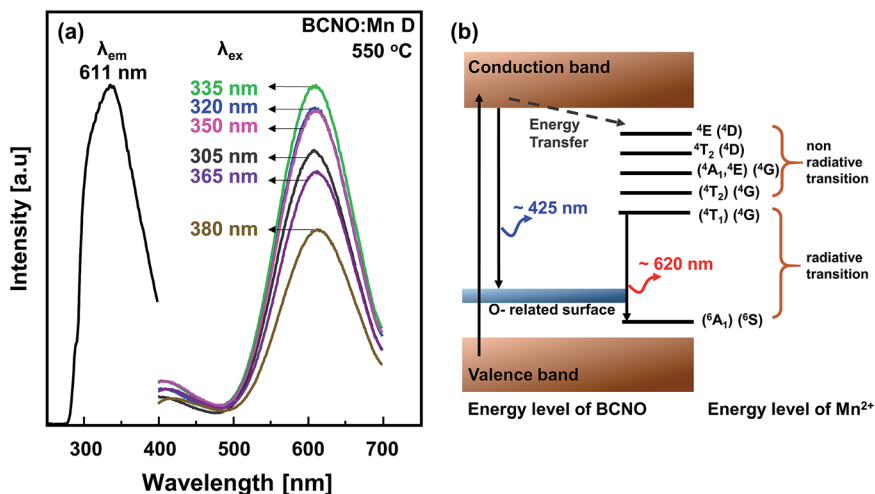 (a)
BCNO:Mn D
550 °C
λem
611 nm
λex
335 nm
320 nm
350 nm
305 nm
365 nm
380 nm
Intensity [a.u]
300
400
500
600
700
Wavelength [nm]
(b)
Conduction band
Energy
Transfer
⁴E (⁴D)
⁴T₂ (⁴D)
(⁴A₁,⁴E) (⁴G)
(⁴T₂) (⁴G)
(⁴T₁) (⁴G)
non
radiative
transition
~ 425 nm
~ 620 nm
radiative
transition
O- related surface
(⁶A₁) (⁶S)
Valence band
Energy level of BCNO
Energy level of Mn²⁺